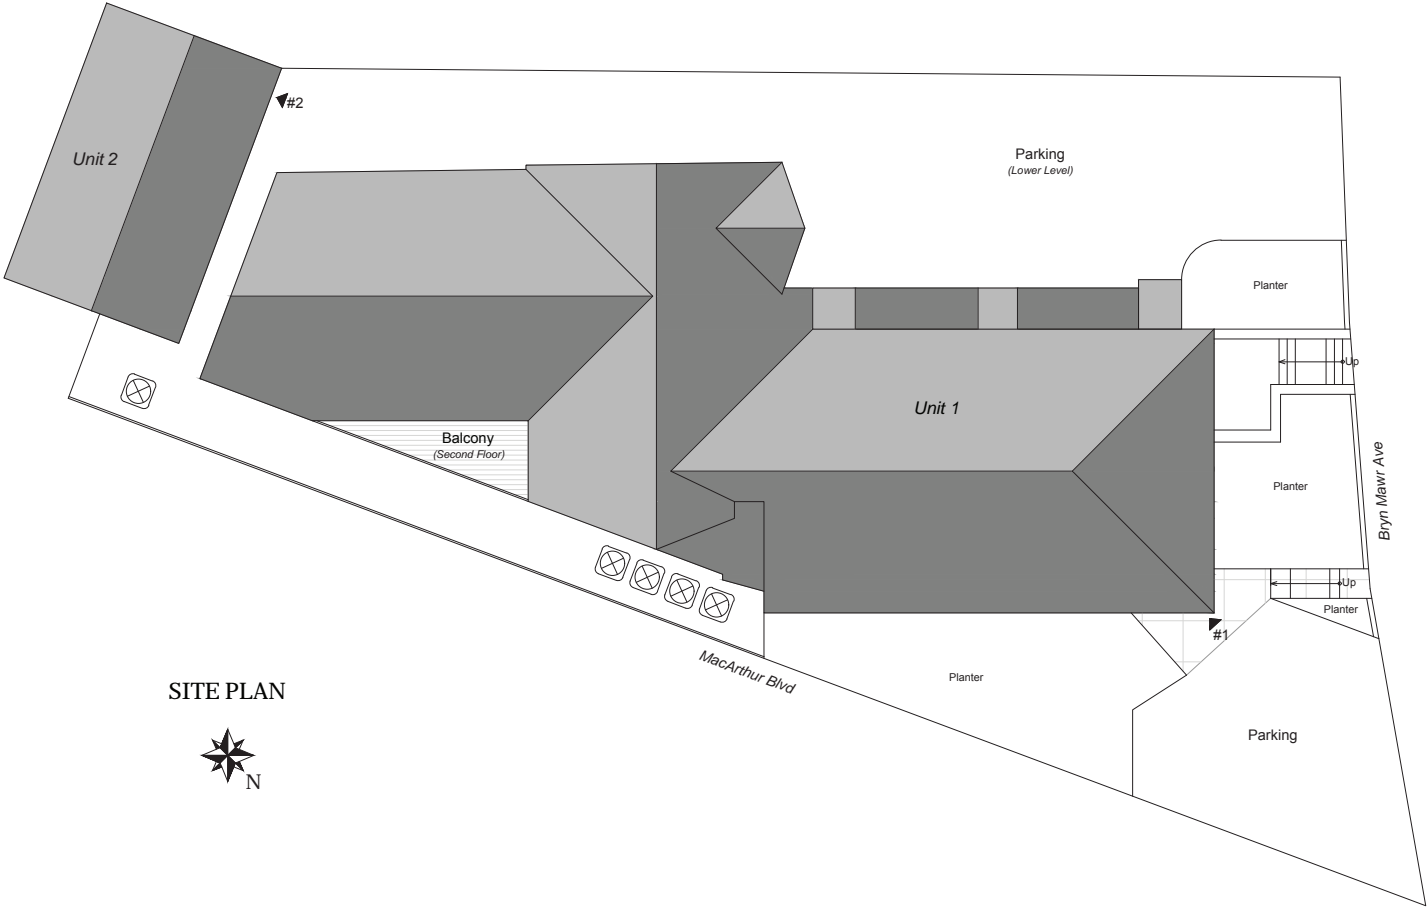 #2
Unit 2
Parking
(Lower Level)
Planter
Up
Unit 1
Balcony
(Second Floor)
Bryn Mawr Ave
Planter
Up
Planter
#1
MacArthur Blvd
Planter
Parking
SITE PLAN
N